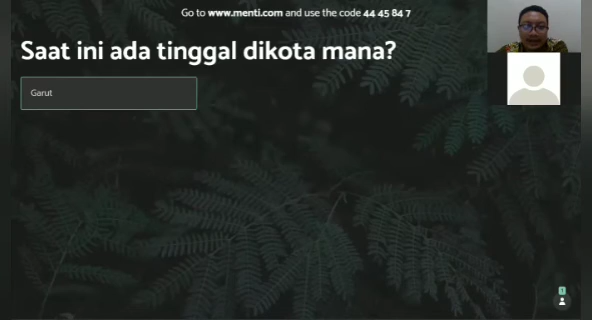 Go to www.menti.com and use the code 44 45 84 7
Saat ini ada tinggal dikota mana?
Garut
1